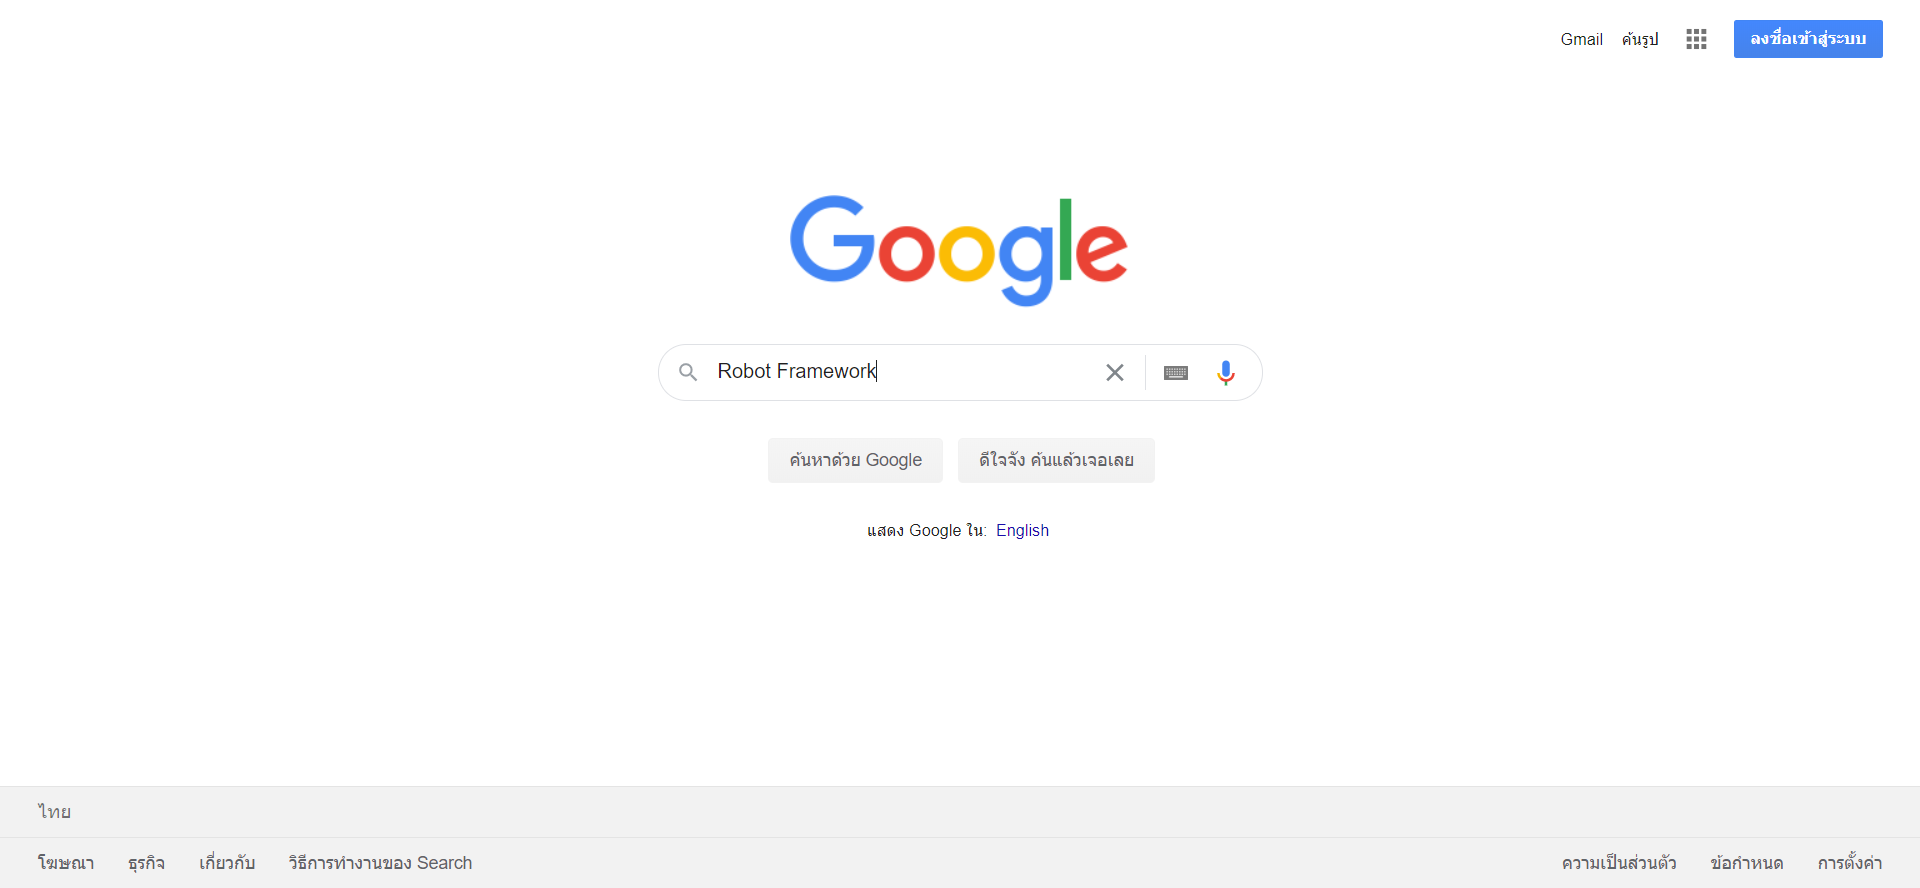 Gmail ค้นรูป ลงชื่อเข้าสู่ระบบ
Google
Robot Framework
ค้นหาด้วย Google ดีใจจัง ค้นแล้วเจอเลย
แสดง Google ใน: English
ไทย
โฆษณา ธุรกิจ เกี่ยวกับ วิธีการทำงานของ Search ความเป็นส่วนตัว ข้อกำหนด การตั้งค่า